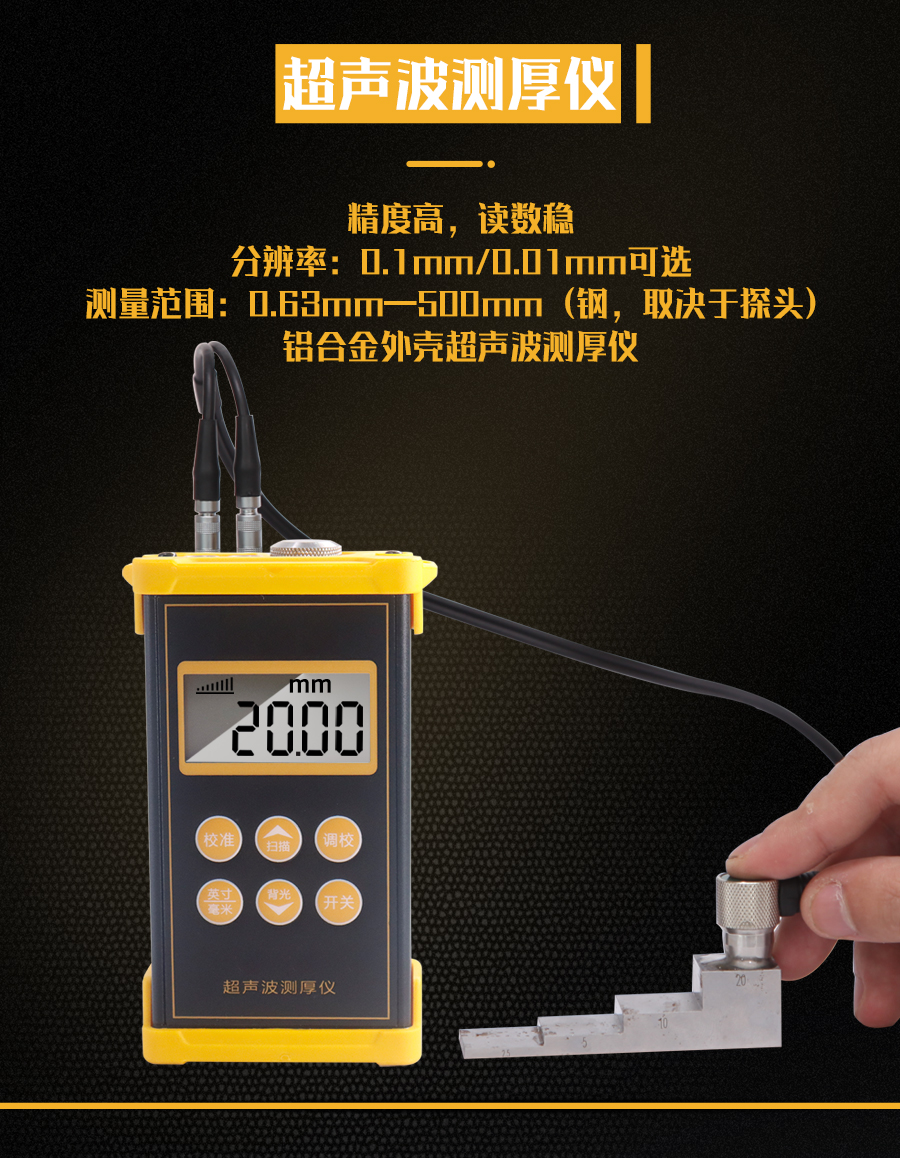 超声波测厚仪
精度高，读数稳
分辨率：0.1mm/0.01mm可选
测量范围：0.63mm—500mm（钢，取决于探头）
铝合金外壳超声波测厚仪
mm
20.00
校准
扫描
调校
英寸
毫米
背光
开关
超声波测厚仪
20
10
5
2.5